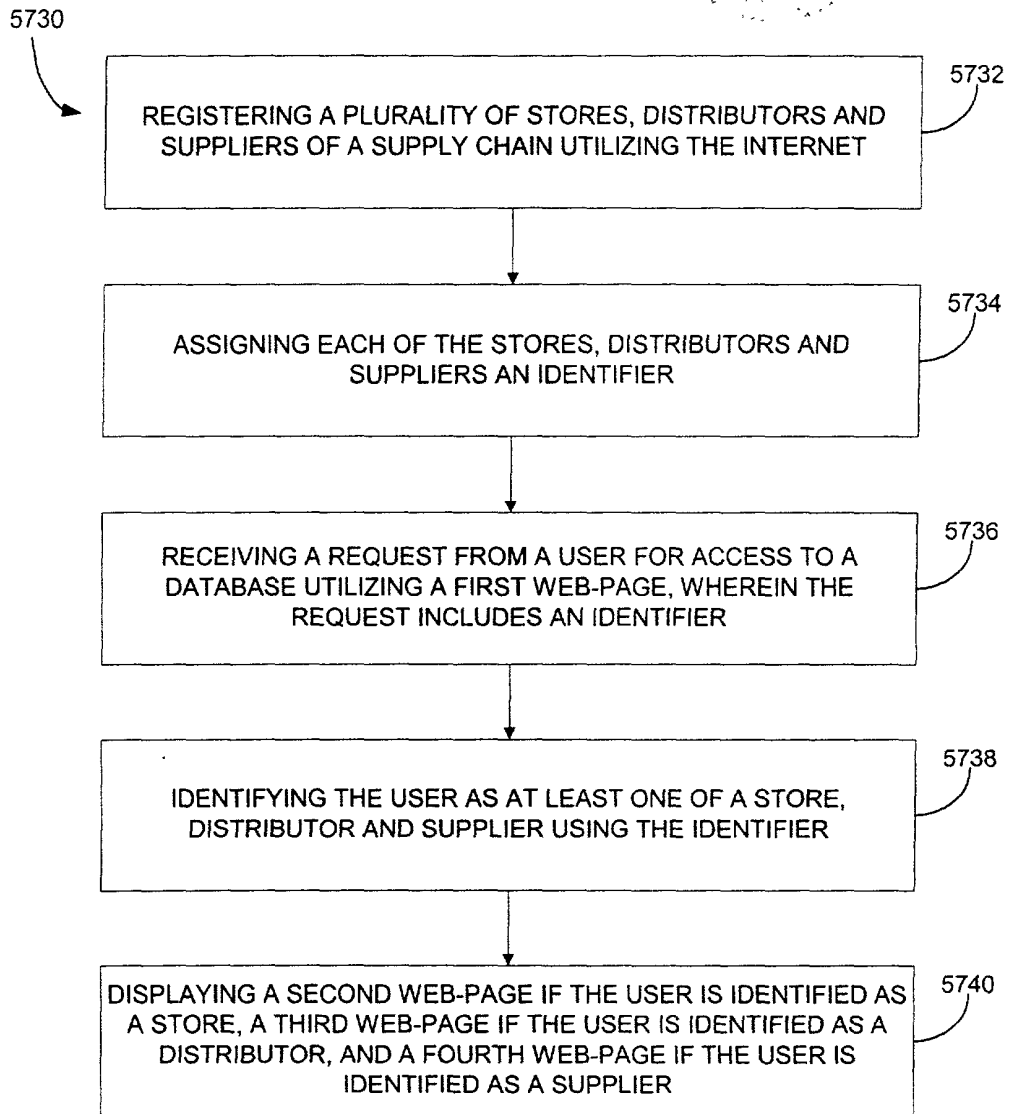 5730
5732
REGISTERING A PLURALITY OF STORES, DISTRIBUTORS AND
SUPPLIERS OF A SUPPLY CHAIN UTILIZING THE INTERNET
5734
ASSIGNING EACH OF THE STORES, DISTRIBUTORS AND
SUPPLIERS AN IDENTIFIER
5736
RECEIVING A REQUEST FROM A USER FOR ACCESS TO A
DATABASE UTILIZING A FIRST WEB-PAGE, WHEREIN THE
REQUEST INCLUDES AN IDENTIFIER
5738
IDENTIFYING THE USER AS AT LEAST ONE OF A STORE,
DISTRIBUTOR AND SUPPLIER USING THE IDENTIFIER
5740
DISPLAYING A SECOND WEB-PAGE IF THE USER IS IDENTIFIED AS
A STORE, A THIRD WEB-PAGE IF THE USER IS IDENTIFIED AS A
DISTRIBUTOR, AND A FOURTH WEB-PAGE IF THE USER IS
IDENTIFIED AS A SUPPLIER